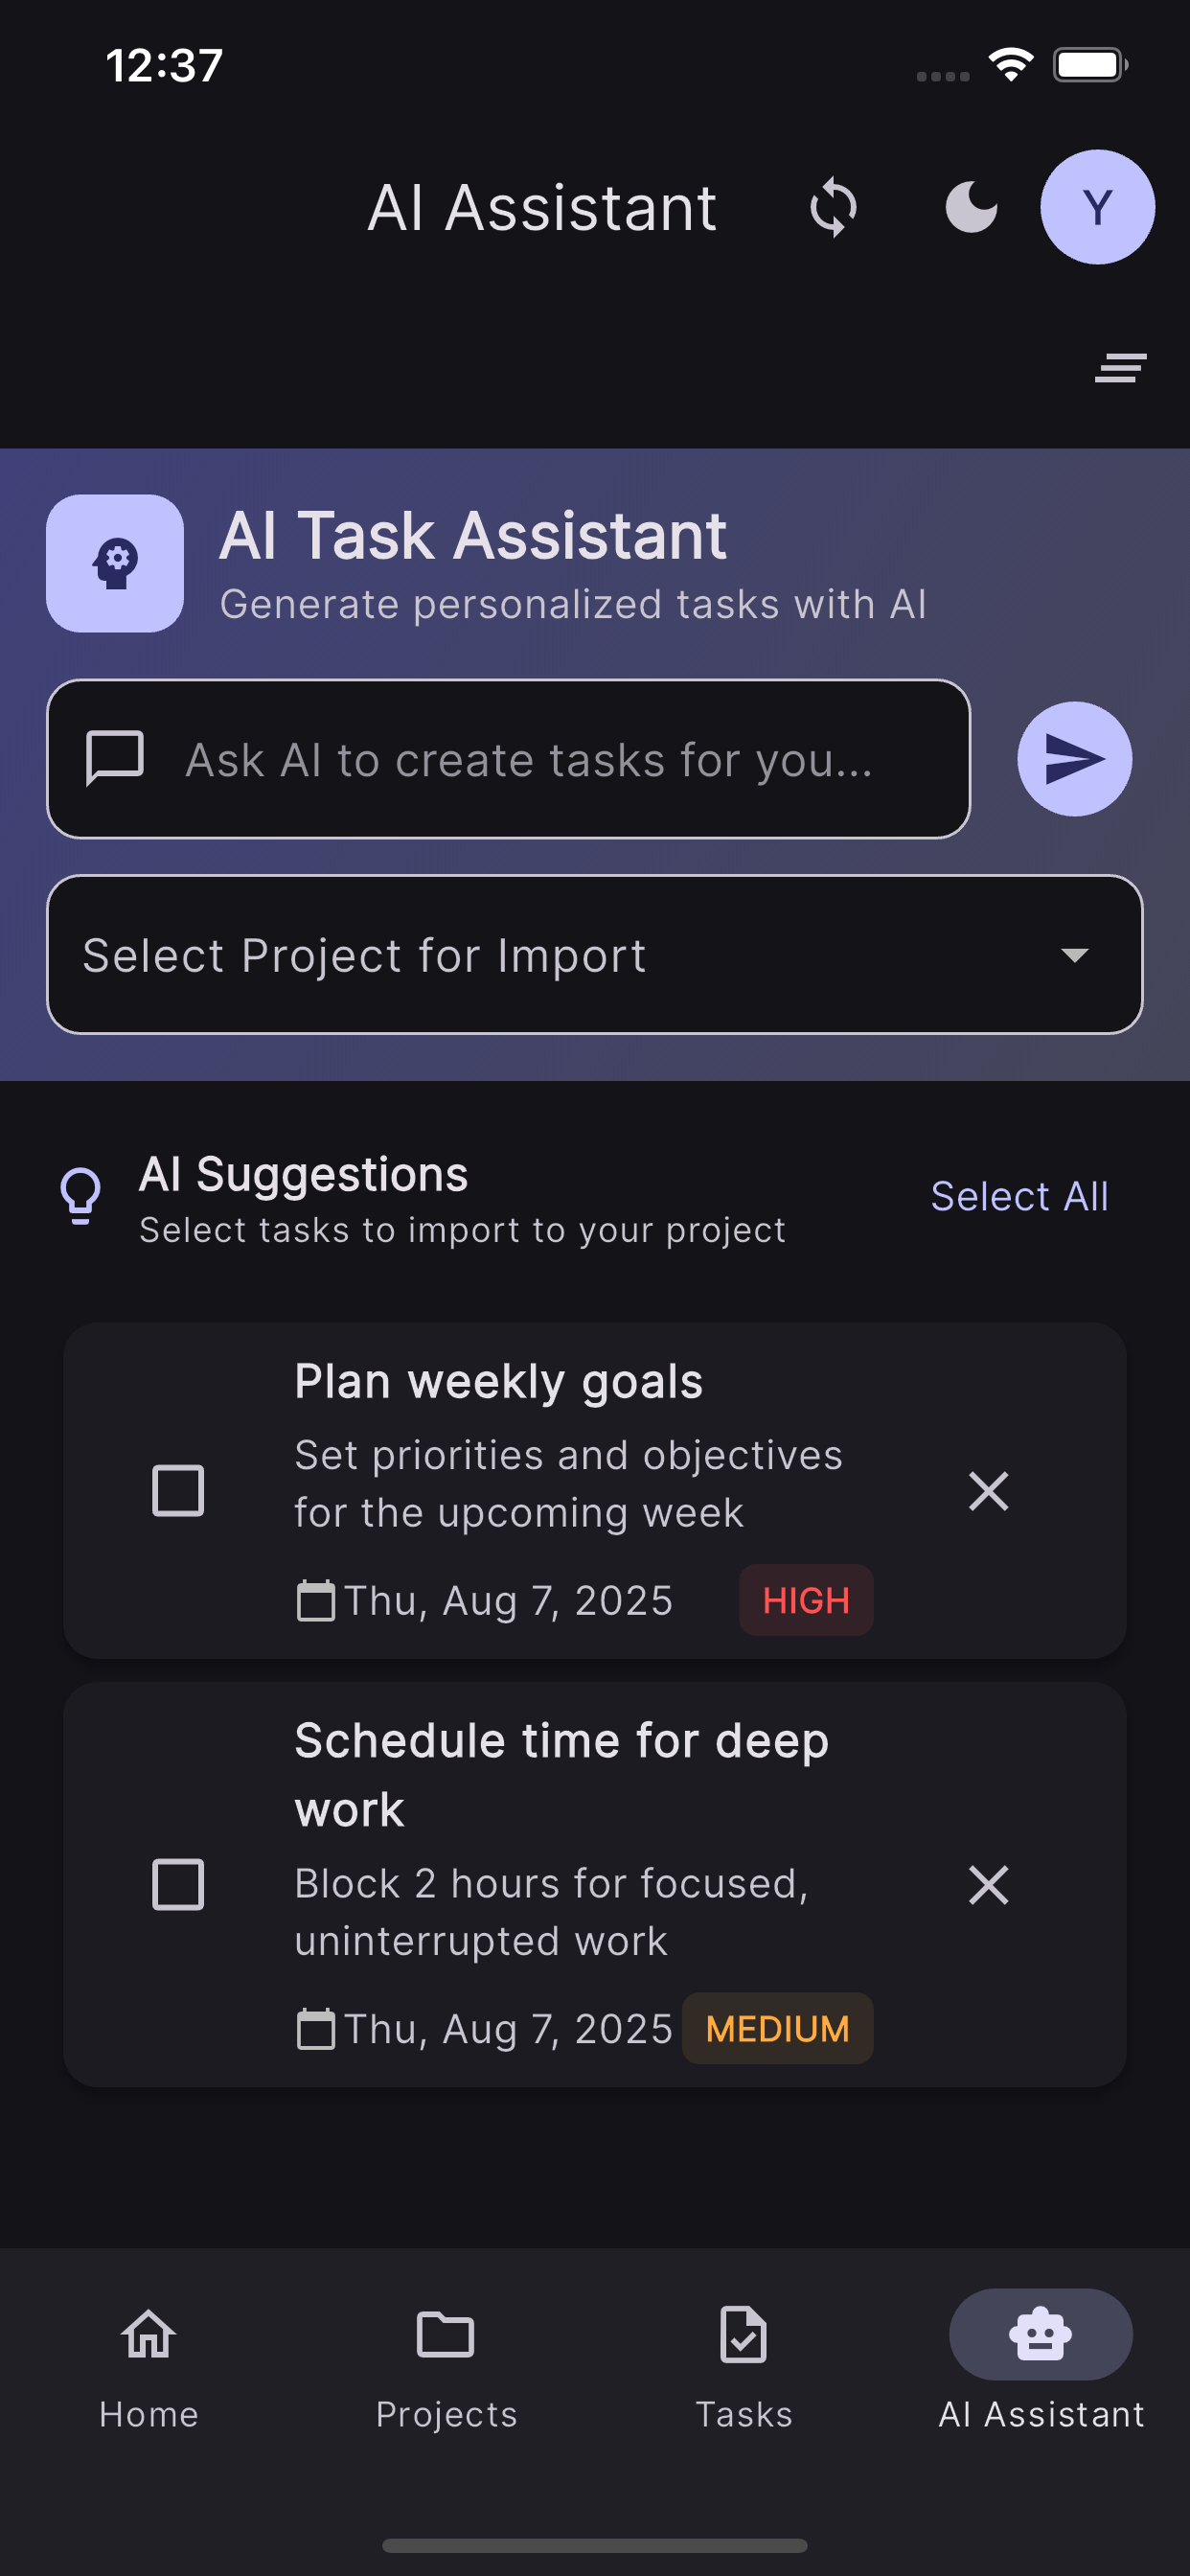 12:37
AI Assistant
Y
AI Task Assistant
Generate personalized tasks with AI
Ask AI to create tasks for you...
Select Project for Import
AI Suggestions
Select tasks to import to your project
Select All
Plan weekly goals
Set priorities and objectives
for the upcoming week
Thu, Aug 7, 2025 HIGH
Schedule time for deep
work
Block 2 hours for focused,
uninterrupted work
Thu, Aug 7, 2025 MEDIUM
Home Projects Tasks AI Assistant